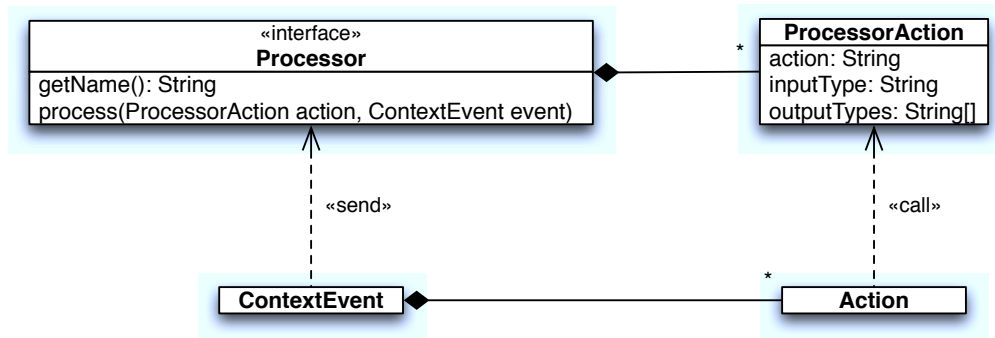 «interface»
Processor
getName(): String
process(ProcessorAction action, ContextEvent event)
*
ProcessorAction
action: String
inputType: String
outputTypes: String[]
«send»
«call»
ContextEvent
*
Action